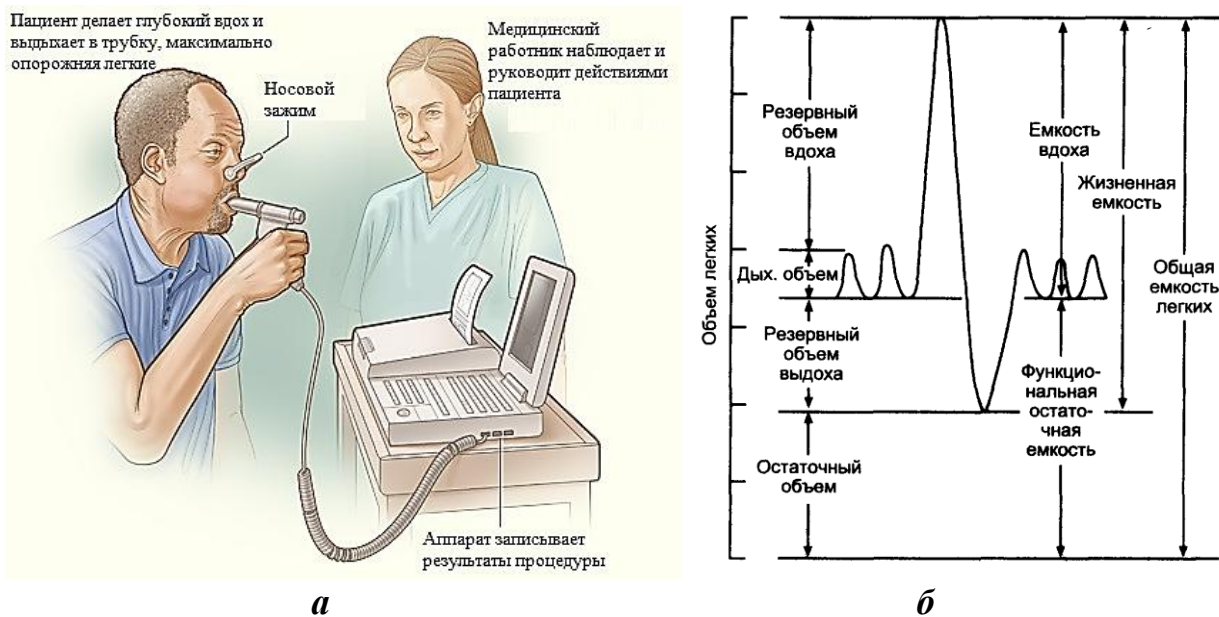 Пациент делает глубокий вдох и
выдыхает в трубку, максимально
опорожняя легкие
Носовой
зажим
Медицинский
работник наблюдает и
руководит действиями
пациента
Аппарат записывает
результаты процедуры
а
Объем легких
Резервный
объем
вдоха
Дых. объем
Резервный
объем
выдоха
Остаточный
объем
Емкость
вдоха
Функцио-
нальная
остато-
чная
емкость
Жизненная
емкость
Общая
емкость
легких
б